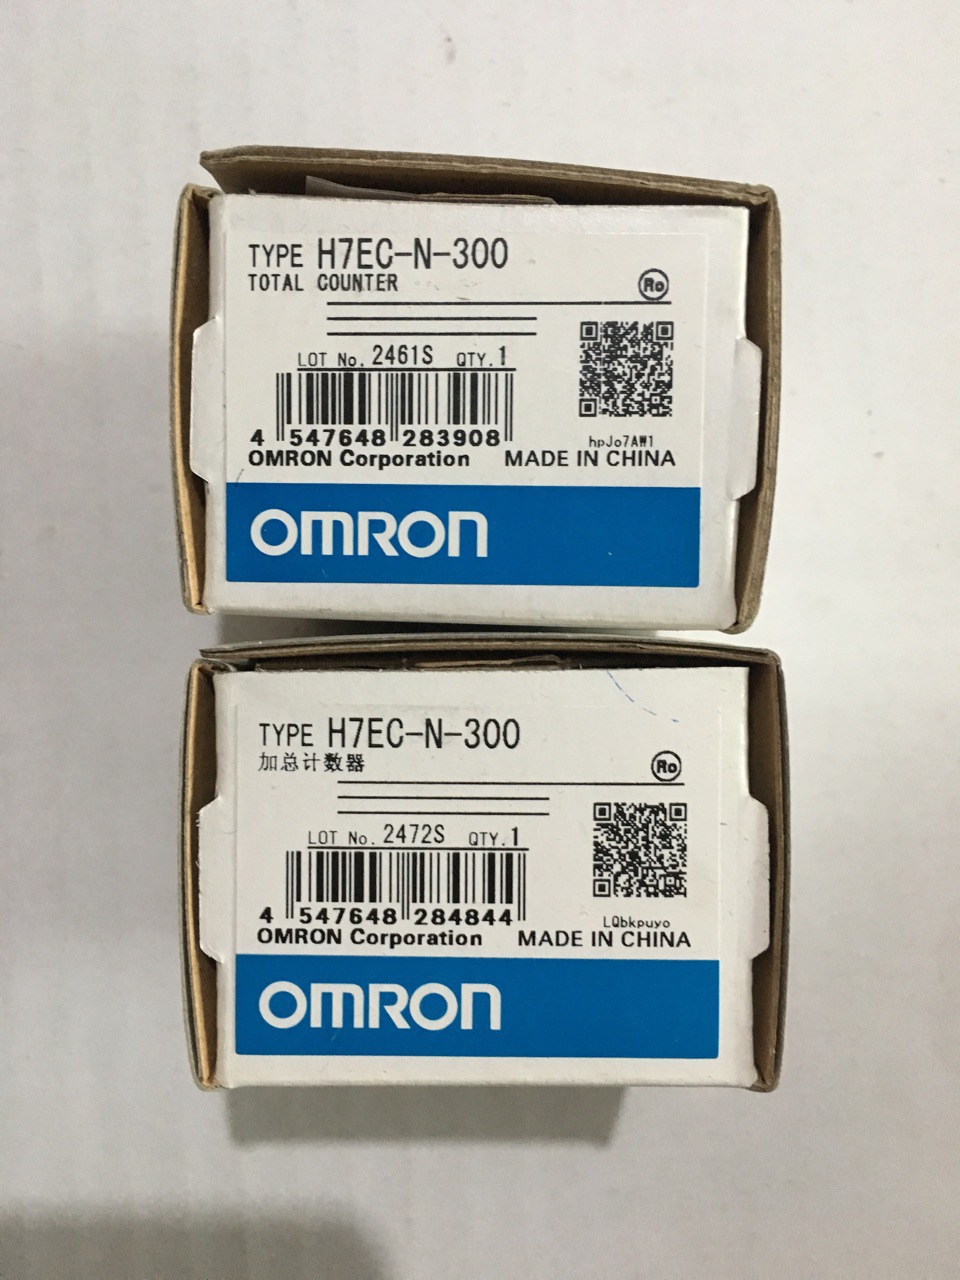 TYPE H7EC-N-300
TOTAL COUNTER
Ro
LOT No. 2461S QTY. 1
4 547648 283908
hpJo7AW1
OMRON Corporation MADE IN CHINA
OMRON
TYPE H7EC-N-300
加总计数器
Ro
LOT No. 2472S QTY. 1
4 547648 284844
LQbkpuyo
OMRON Corporation MADE IN CHINA
OMRON